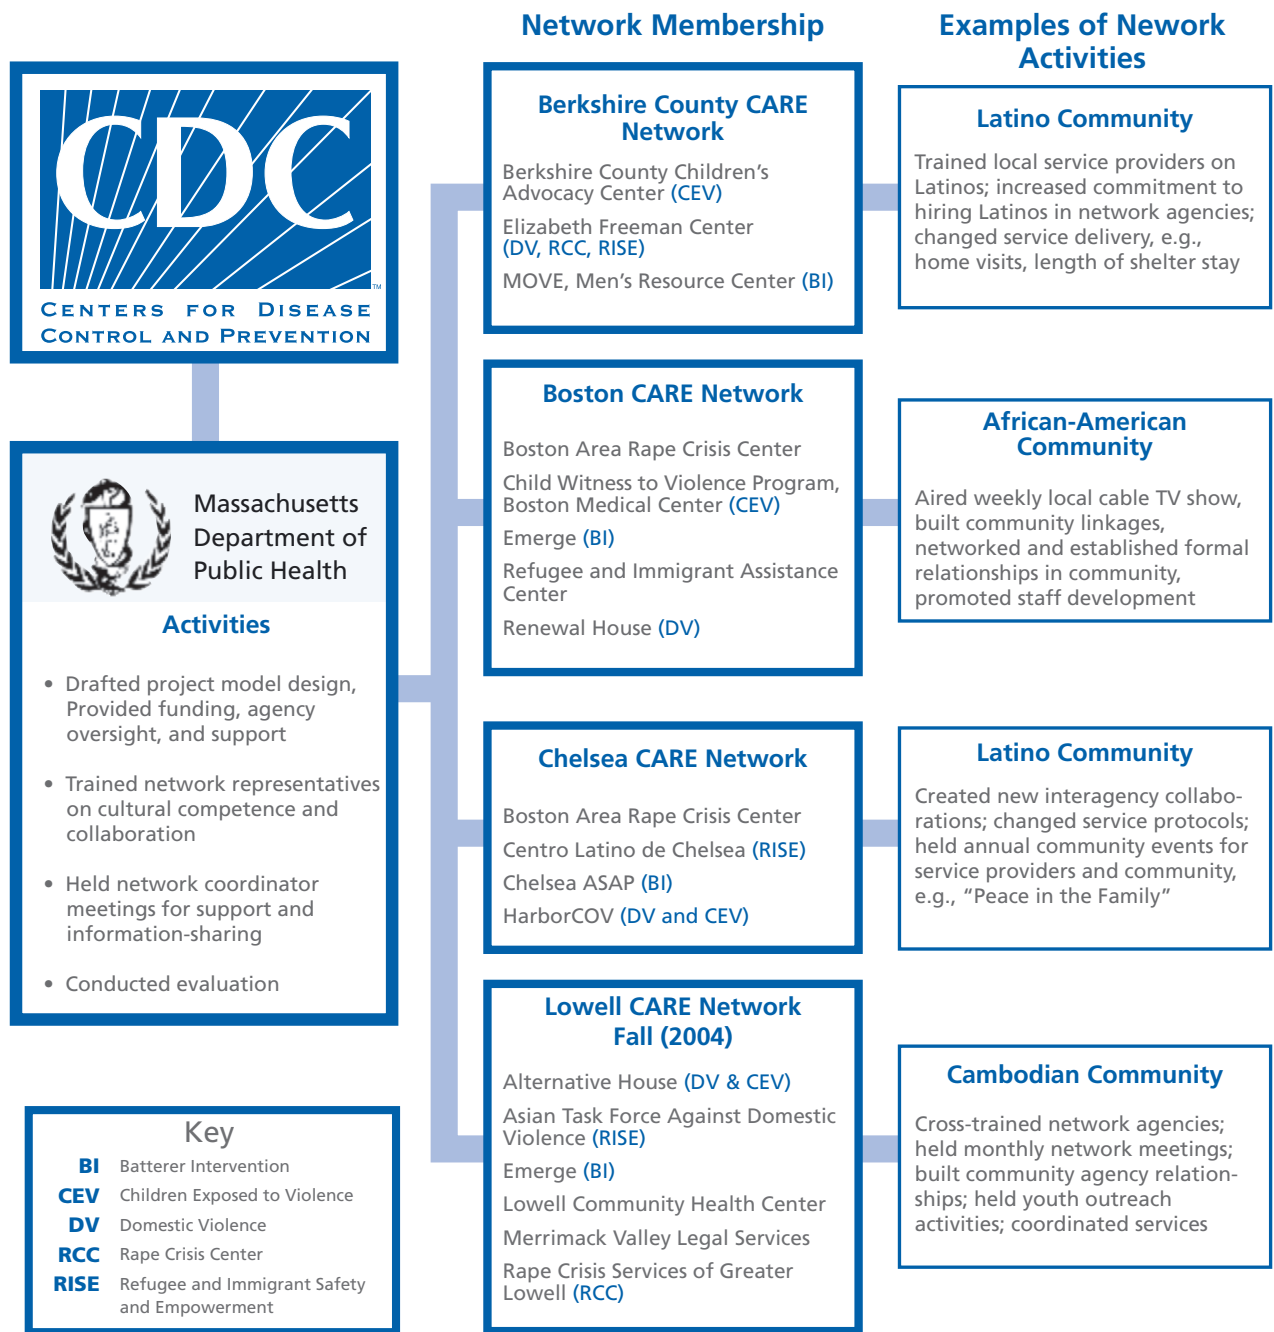 Network Membership
Examples of Nework
Activities
CDC
™
CENTERS FOR DISEASE
CONTROL AND PREVENTION
Massachusetts
Department of
Public Health
Activities
• Drafted project model design,
Provided funding, agency
oversight, and support
• Trained network representatives
on cultural competence and
collaboration
• Held network coordinator
meetings for support and
information-sharing
• Conducted evaluation
Key
BI Batterer Intervention
CEV Children Exposed to Violence
DV Domestic Violence
RCC Rape Crisis Center
RISE Refugee and Immigrant Safety
and Empowerment
Berkshire County CARE
Network
Berkshire County Children’s
Advocacy Center (CEV)
Elizabeth Freeman Center
(DV, RCC, RISE)
MOVE, Men’s Resource Center (BI)
Latino Community
Trained local service providers on
Latinos; increased commitment to
hiring Latinos in network agencies;
changed service delivery, e.g.,
home visits, length of shelter stay
Boston CARE Network
Boston Area Rape Crisis Center
Child Witness to Violence Program,
Boston Medical Center (CEV)
Emerge (BI)
Refugee and Immigrant Assistance
Center
Renewal House (DV)
African-American
Community
Aired weekly local cable TV show,
built community linkages,
networked and established formal
relationships in community,
promoted staff development
Chelsea CARE Network
Boston Area Rape Crisis Center
Centro Latino de Chelsea (RISE)
Chelsea ASAP (BI)
HarborCOV (DV and CEV)
Latino Community
Created new interagency collabo-
rations; changed service protocols;
held annual community events for
service providers and community,
e.g., “Peace in the Family”
Lowell CARE Network
Fall (2004)
Alternative House (DV & CEV)
Asian Task Force Against Domestic
Violence (RISE)
Emerge (BI)
Lowell Community Health Center
Merrimack Valley Legal Services
Rape Crisis Services of Greater
Lowell (RCC)
Cambodian Community
Cross-trained network agencies;
held monthly network meetings;
built community agency relation-
ships; held youth outreach
activities; coordinated services